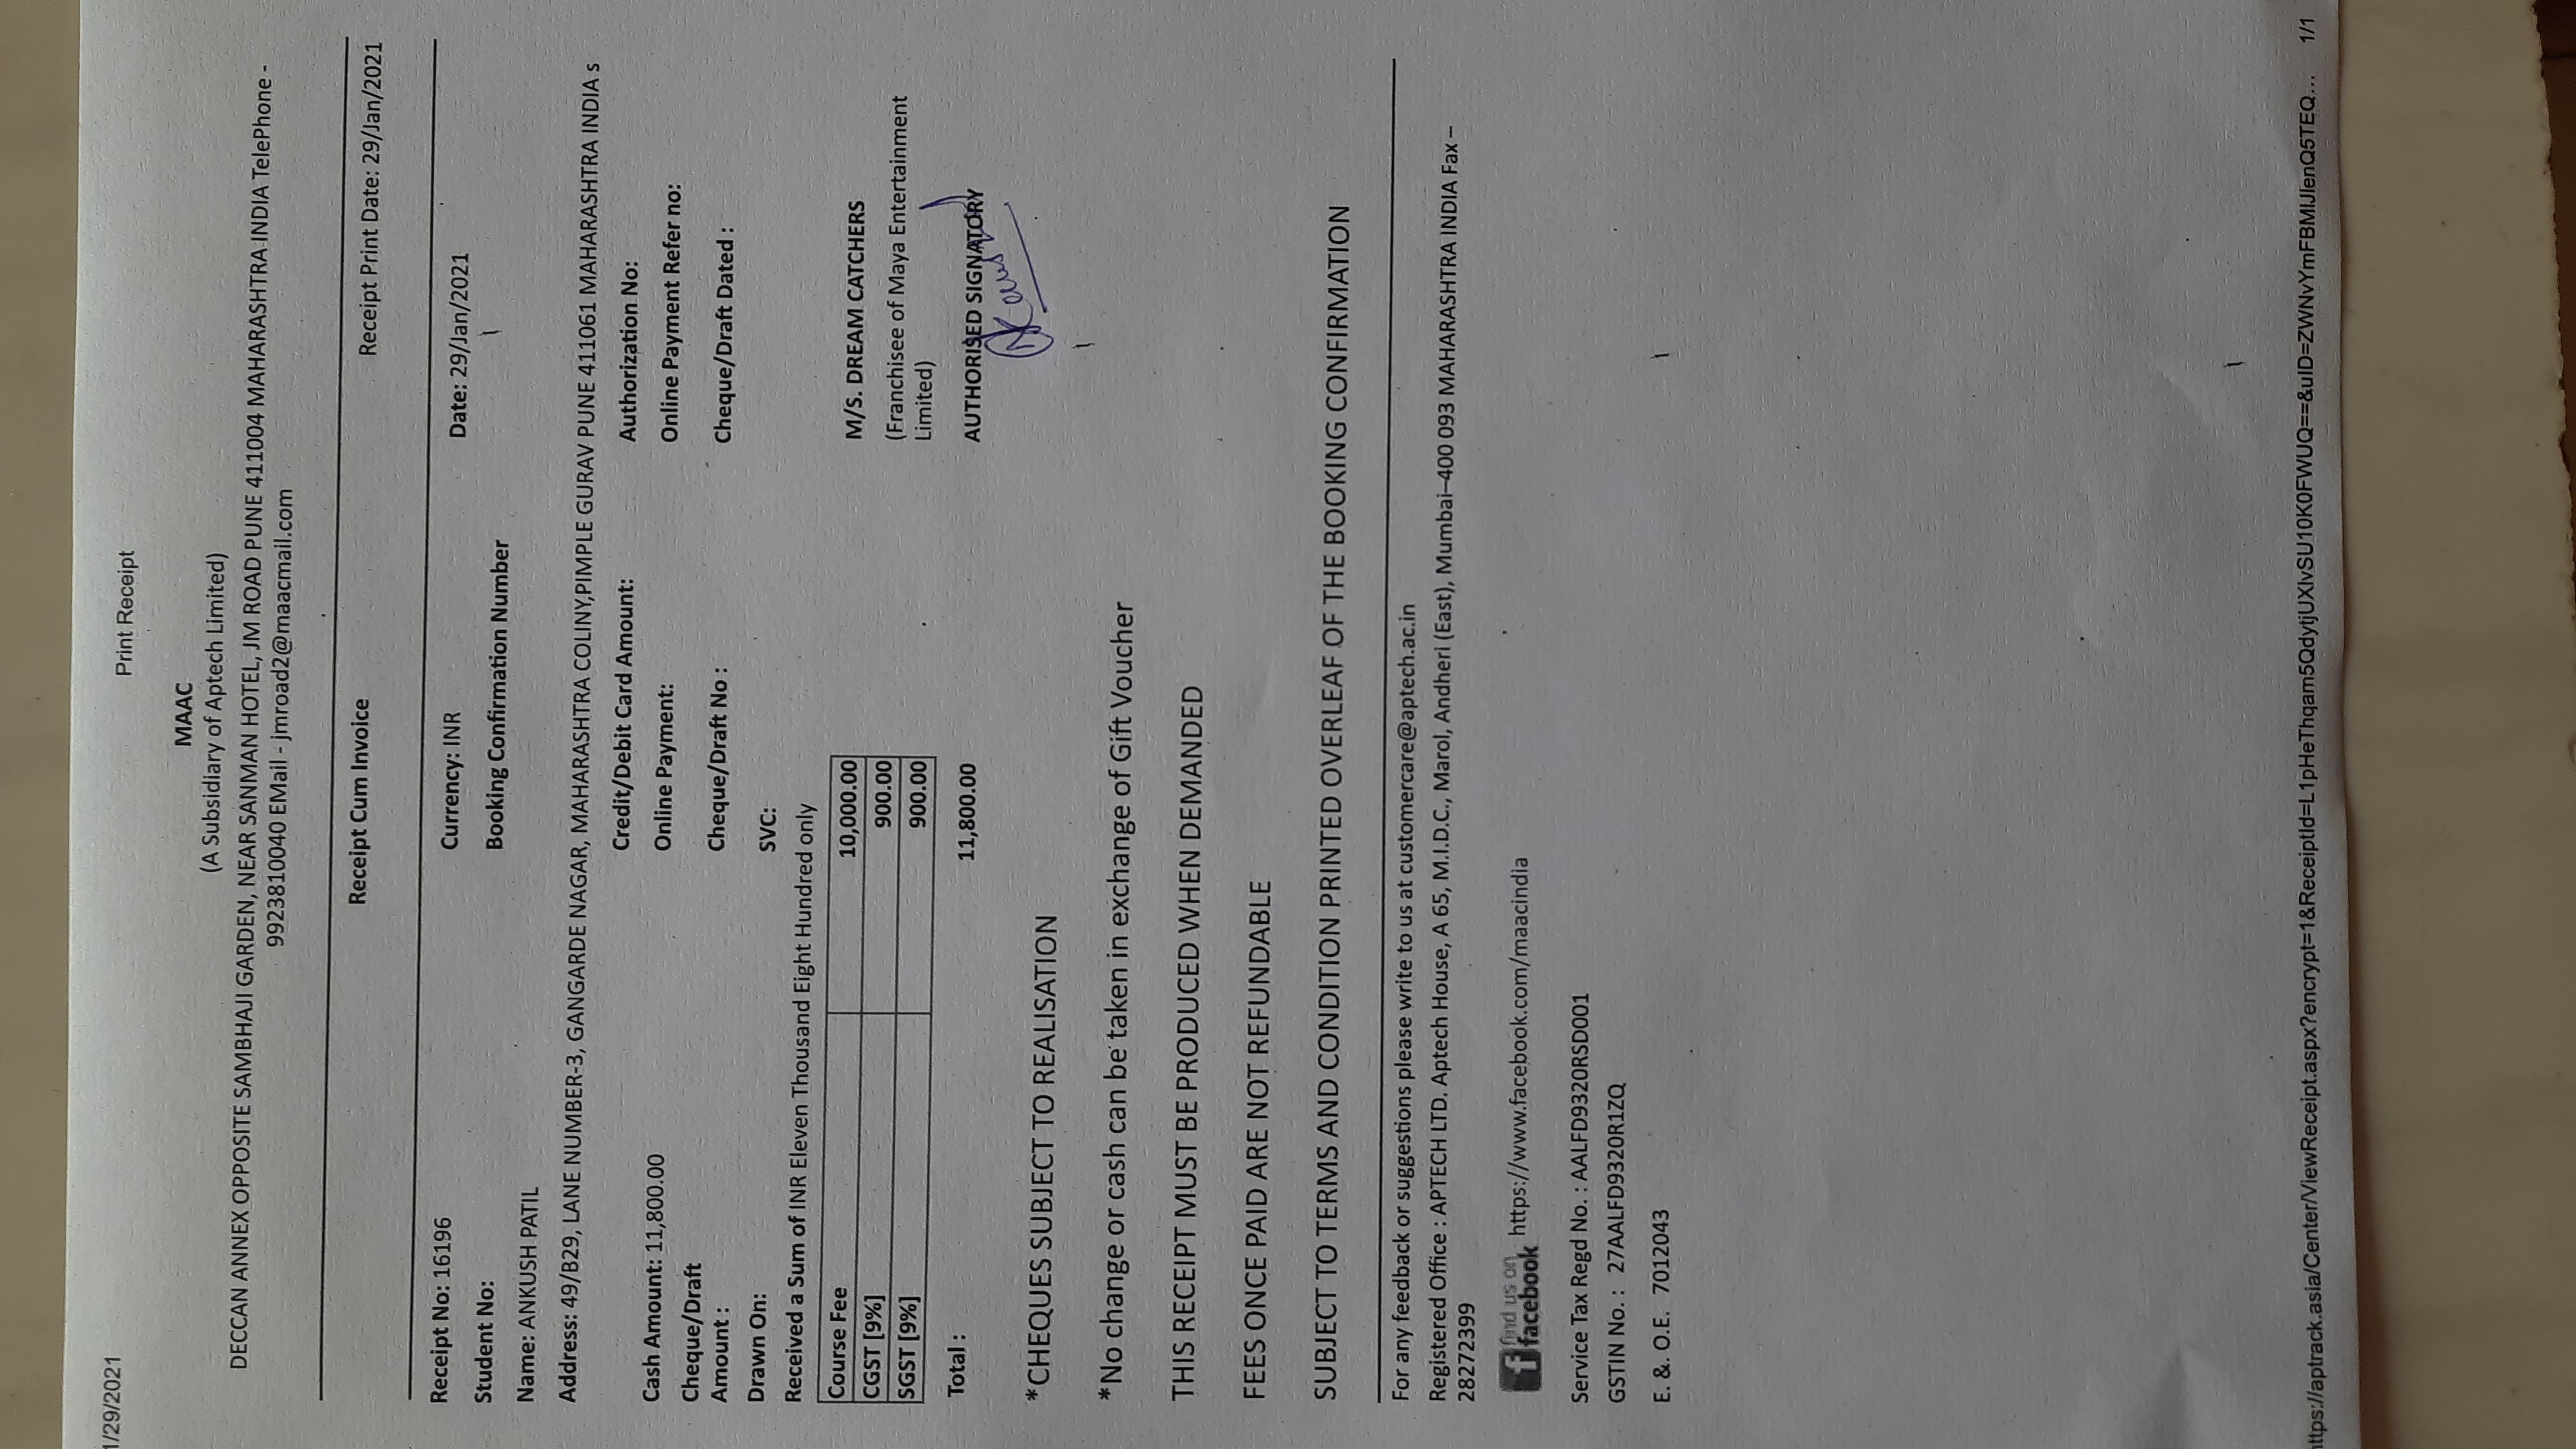 1/29/2021
Print Receipt
MAAC
(A Subsidiary of Aptech Limited)
DECCAN ANNEX OPPOSITE SAMBHAJI GARDEN, NEAR SANMAN HOTEL, JM ROAD PUNE 411004 MAHARASHTRA INDIA TelePhone -
9923810040 EMail - jmroad2@maacmail.com
Receipt Cum Invoice
Receipt Print Date: 29/Jan/2021
Receipt No: 16196
Currency: INR
Date: 29/Jan/2021
Student No:
Booking Confirmation Number
Name: ANKUSH PATIL
Address: 49/B29, LANE NUMBER-3, GANGARDE NAGAR, MAHARASHTRA COLINY,PIMPLE GURAV PUNE 411061 MAHARASHTRA INDIA s
Credit/Debit Card Amount:
Authorization No:
Cash Amount: 11,800.00
Online Payment:
Online Payment Refer no:
Cheque/Draft
Amount :
Cheque/Draft No :
Cheque/Draft Dated :
Drawn On:
SVC:
Received a Sum of INR Eleven Thousand Eight Hundred only
Course Fee 10,000.00
CGST [9%] 900.00
SGST [9%] 900.00
Total : 11,800.00
M/S. DREAM CATCHERS
(Franchisee of Maya Entertainment
Limited)
AUTHORISED SIGNATORY
*CHEQUES SUBJECT TO REALISATION
*No change or cash can be taken in exchange of Gift Voucher
THIS RECEIPT MUST BE PRODUCED WHEN DEMANDED
FEES ONCE PAID ARE NOT REFUNDABLE
SUBJECT TO TERMS AND CONDITION PRINTED OVERLEAF OF THE BOOKING CONFIRMATION
For any feedback or suggestions please write to us at customercare@aptech.ac.in
Registered Office : APTECH LTD. Aptech House, A 65, M.I.D.C., Marol, Andheri (East), Mumbai–400 093 MAHARASHTRA INDIA Fax –
28272399
find us on
facebook
https://www.facebook.com/maacindia
Service Tax Regd No. : AALFD9320RSD001
GSTIN No. : 27AALFD9320R1ZQ
E. &. O.E. 7012043
https://aptrack.asia/Center/ViewReceipt.aspx?encrypt=1&ReceiptId=L1pHeThqam5QdytjUXlvSU10K0FWUQ==&uID=ZWNvYmFBMlJlenQ5TEQ... 1/1